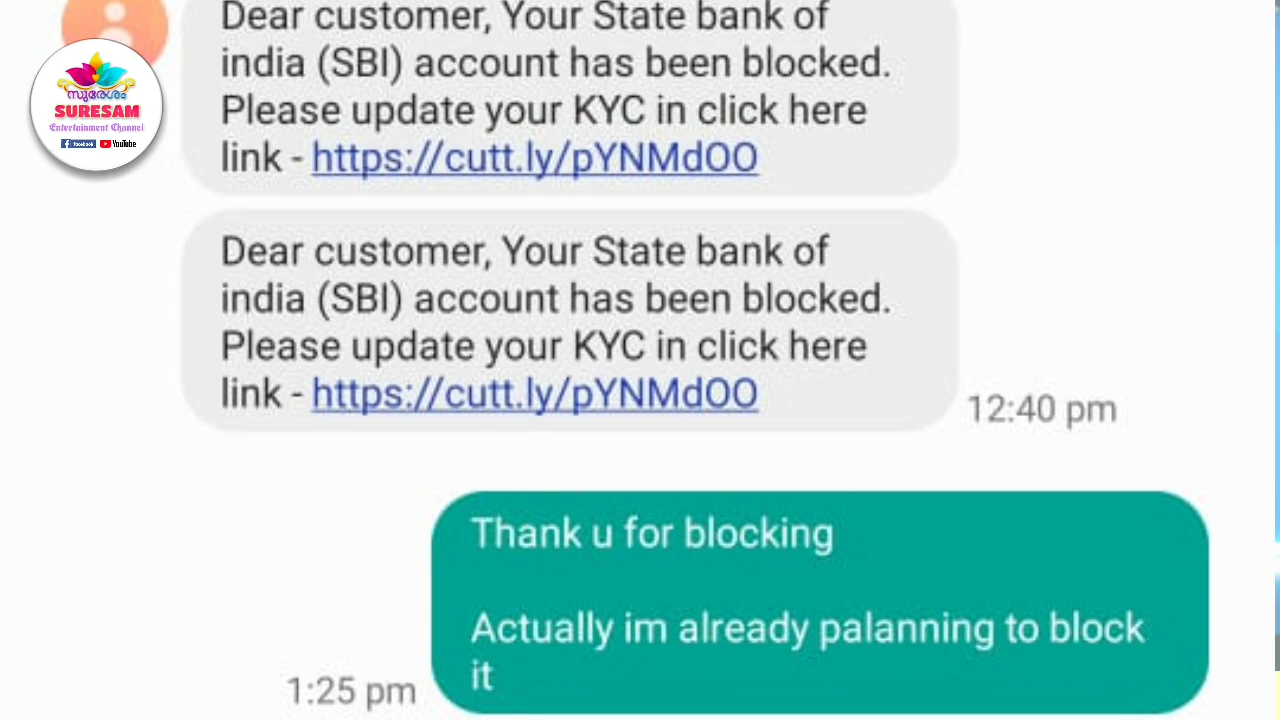 Dear customer, Your State bank of
india (SBI) account has been blocked.
Please update your KYC in click here
link - https://cutt.ly/pYNMdOO
സുരേശം
SURESAM
Entertainment Channel
facebook YouTube
Dear customer, Your State bank of
india (SBI) account has been blocked.
Please update your KYC in click here
link - https://cutt.ly/pYNMdOO
12:40 pm
Thank u for blocking
Actually im already palanning to block
it
1:25 pm